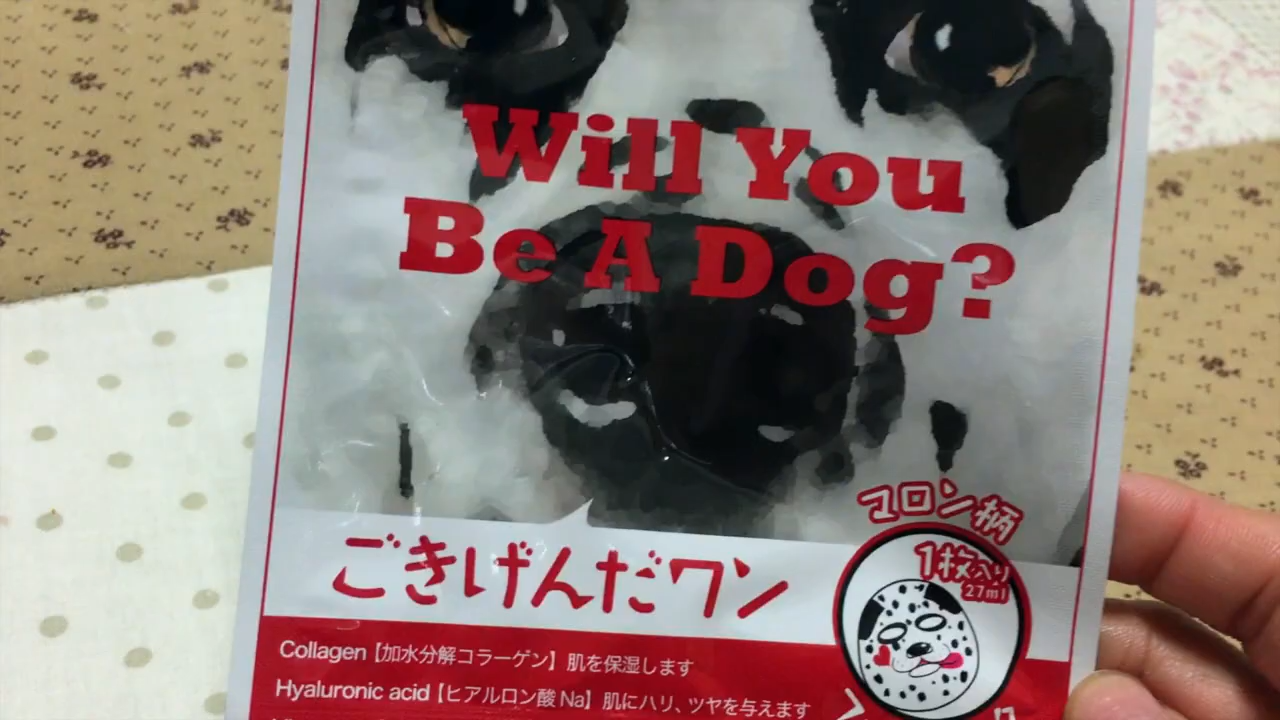 Will You
Be A Dog?
マロン柄
1枚入り
27ml
ごきげんだワン
Collagen【加水分解コラーゲン】肌を保湿します
Hyaluronic acid【ヒアルロン酸Na】肌にハリ、ツヤを与えます